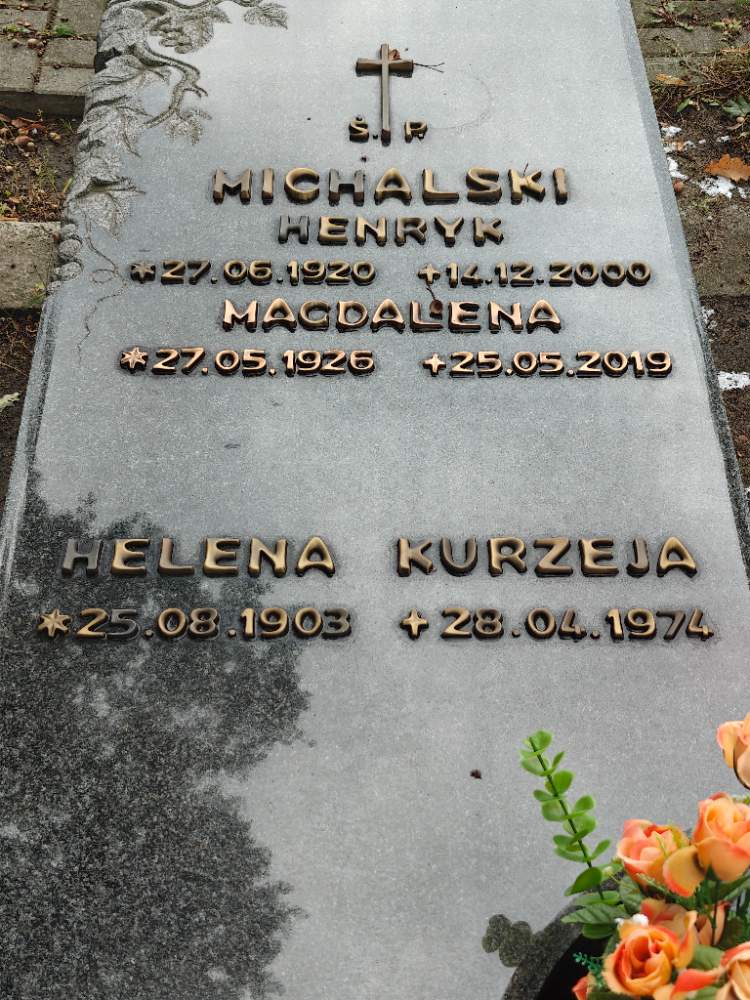 Ś. P.
MICHALSKI
HENRYK
*27.06.1920 +14.12.2000
MAGDALENA
*27.05.1926 +25.05.2019
HELENA KURZEJA
*25.08.1903 +28.04.1974